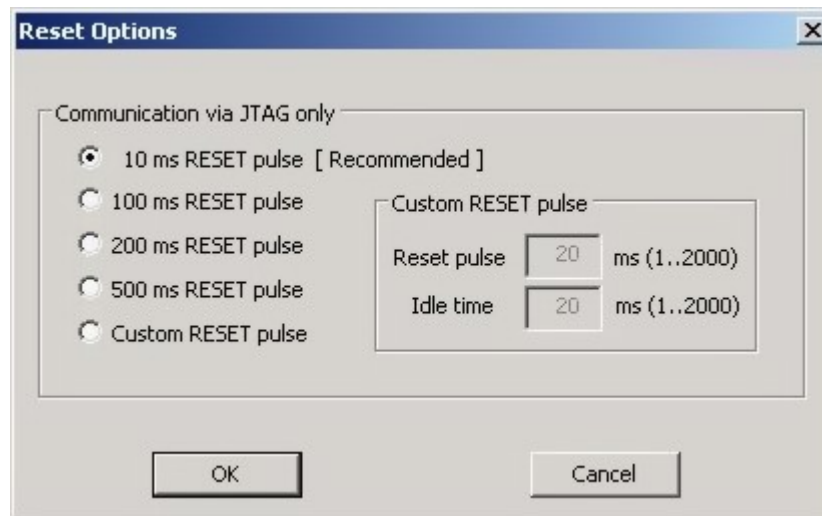 Reset Options
Communication via JTAG only
10 ms RESET pulse [ Recommended ]
100 ms RESET pulse
200 ms RESET pulse
500 ms RESET pulse
Custom RESET pulse
Custom RESET pulse
Reset pulse 20 ms (1..2000)
Idle time 20 ms (1..2000)
OK Cancel